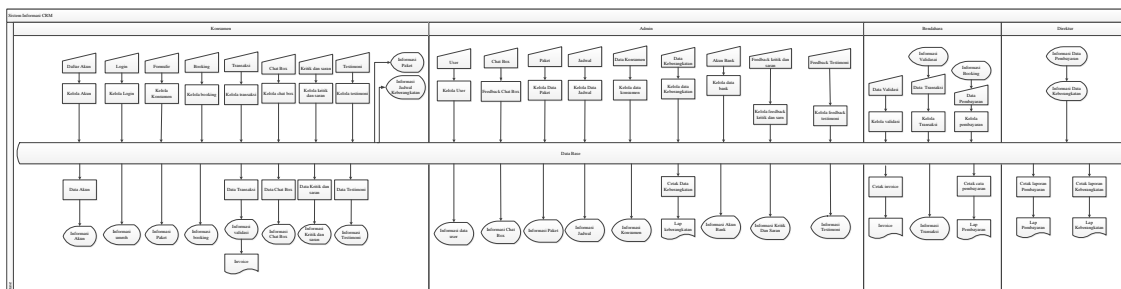 Sistem Informasi CRM
Konsumen
Admin
Bendahara
Direktur
Daftar Akun
Login
Formulir
Booking
Transaksi
Chat Box
Kritik dan saran
Testimoni
Informasi
Paket
Informasi
Jadwal
Keberangkatan
Kelola Akun
Kelola Login
Kelola
Konsumen
Kelola booking
Kelola transaksi
Kelola chat box
Kelola kritik
dan saran
Kelola testimoni
User
Chat Box
Paket
Jadwal
Data Konsumen
Data
Keberangkatan
Akun Bank
Feedback kritik dan
saran
Feedback Testimoni
Kelola User
Feedback Chat Box
Kelola Data
Paket
Kelola Data
Jadwal
Kelola data
konsumen
Kelola data
Keberangkatan
Kelola data
bank
Kelola feedback
kritik dan saran
Kelola feedback
testimoni
Informasi
Validasi
Informasi
Booking
Data Validasi
Data Transaksi
Data
Pembayaran
Kelola validasi
Kelola
Transaksi
Kelola
pembayaran
Informasi Data
Pembayaran
Informasi Data
Keberangkatan
Data Base
Data Akun
Data Transaksi
Data Chat Box
Data Kritik dan
saran
Data Testimoni
Informasi
Akun
Informasi
Informasi
Paket
Informasi
booking
Informasi
validasi
Informasi
Chat Box
Informasi
Kritik dan
saran
Informasi
Testimoni
Invoice
Cetak Data
Keberangkatan
Informasi data
user
Informasi Chat
Box
Informasi Paket
Informasi
Jadwal
Informasi
Konsumen
Lap
keberangkatan
Informasi Akun
Bank
Informasi Kritik
Dan Saran
Informasi
Testimoni
Cetak invoice
Cetak
pembayaran
Invoice
Informasi
Transaksi
Lap
Pembayaran
Cetak laporan
Pembayaran
Cetak laporan
Keberangkatan
Lap
Pembayaran
Lap
Keberangkatan